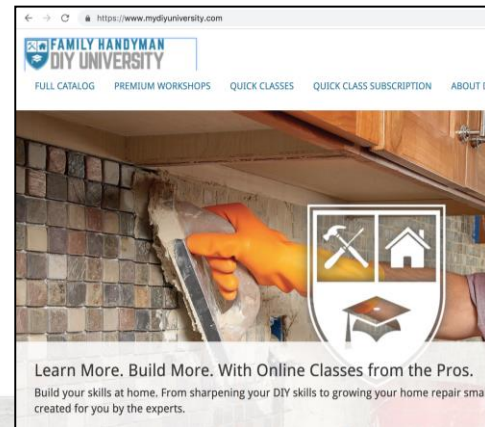 https://www.mydiyuniversity.com
FAMILY HANDYMAN
DIY UNIVERSITY
FULL CATALOG PREMIUM WORKSHOPS QUICK CLASSES QUICK CLASS SUBSCRIPTION ABOUT
Learn More. Build More. With Online Classes from the Pros.
Build your skills at home. From sharpening your DIY skills to growing your home repair
created for you by the experts.